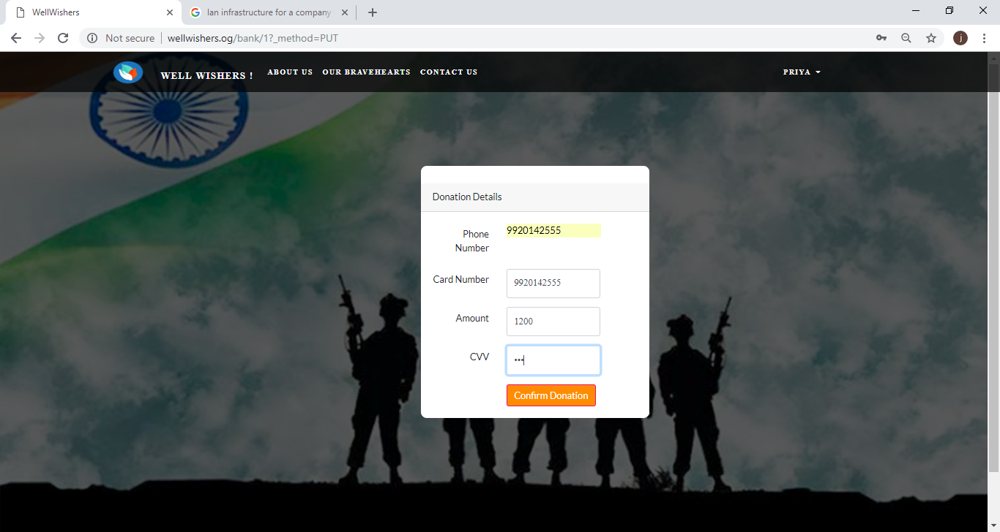 WellWishers
lan infrastructure for a company
Not secure
wellwishers.og/bank/1?_method=PUT
j
WELL WISHERS !
ABOUT US
OUR BRAVEHEARTS
CONTACT US
PRIYA
Donation Details
Phone Number
9920142555
Card Number
9920142555
Amount
1200
CVV
•••
Confirm Donation